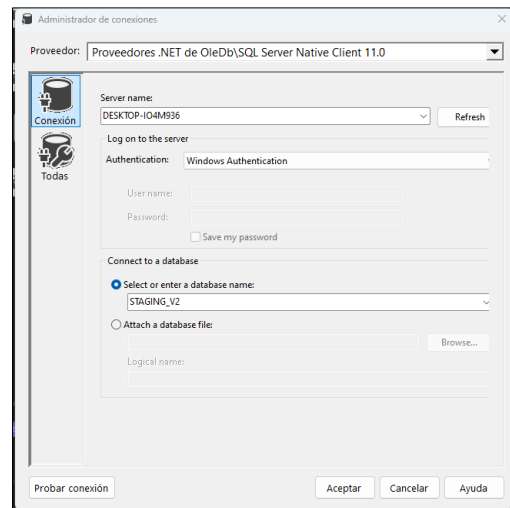 Administrador de conexiones
Proveedor: Proveedores .NET de OleDb\SQL Server Native Client 11.0
Conexión
Todas
Server name:
DESKTOP-IO4M936 Refresh
Log on to the server
Authentication: Windows Authentication
User name:
Password:
Save my password
Connect to a database
Select or enter a database name:
STAGING_V2
Attach a database file:
Browse...
Logical name:
Probar conexión Aceptar Cancelar Ayuda